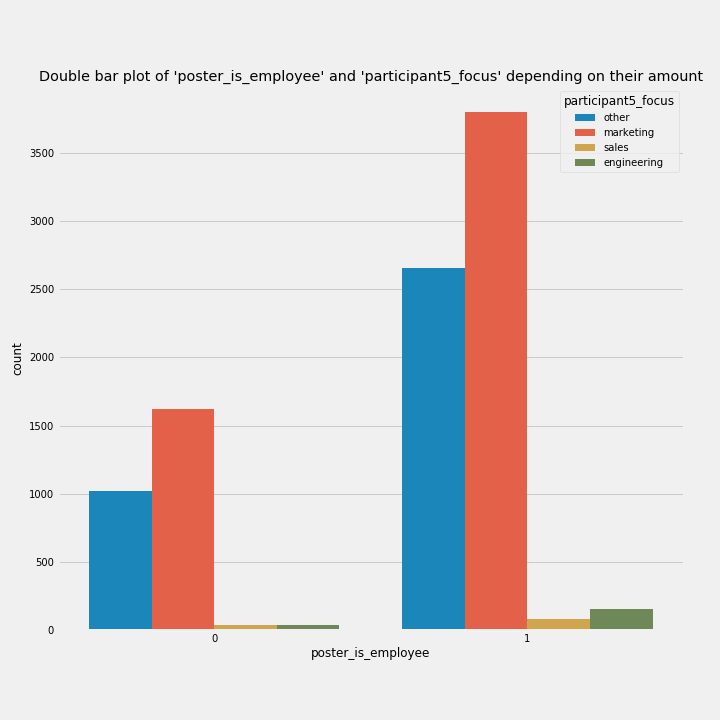 Double bar plot of 'poster_is_employee' and 'participant5_focus' depending on their amount
participant5_focus
other
marketing
sales
engineering
3500
3000
2500
2000
1500
1000
500
0
count
0
1
poster_is_employee